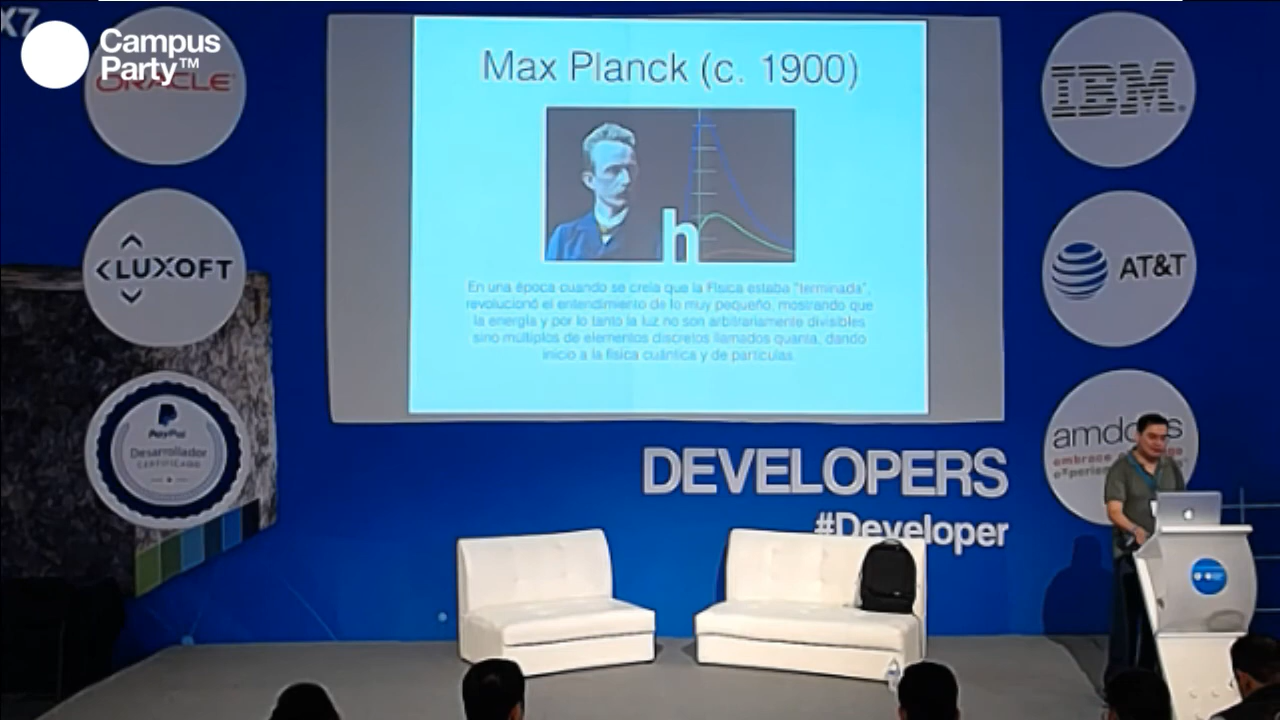 X7
Campus
Party™
ORACLE
LUXOFT
PayPal
Desarrollador
CERTIFICADO
Max Planck (c. 1900)
h
En una época cuando se creía que la Física estaba "terminada",
revolucionó el entendimiento de lo muy pequeño, mostrando que
la energía y por lo tanto la luz no son arbitrariamente divisibles
sino múltiplos de elementos discretos llamados quanta, dando
inicio a la física cuántica y de partículas.
DEVELOPERS
#Developer
IBM®
AT&T
amdocs
embrace